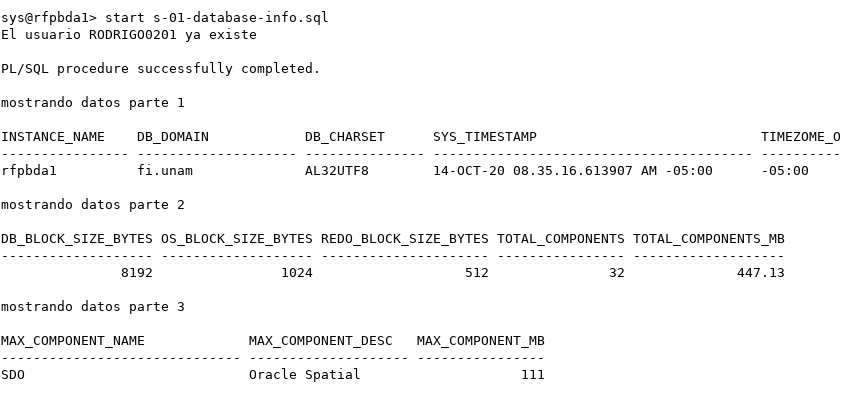 sys@rfpbda1> start s-01-database-info.sql
El usuario RODRIGO0201 ya existe
PL/SQL procedure successfully completed.
mostrando datos parte 1
INSTANCE_NAME    DB_DOMAIN            DB_CHARSET      SYS_TIMESTAMP                            TIMEZOME_O
---------------- -------------------- --------------- ---------------------------------------- ----------
rfpbda1          fi.unam              AL32UTF8        14-OCT-20 08.35.16.613907 AM -05:00      -05:00
mostrando datos parte 2
DB_BLOCK_SIZE_BYTES OS_BLOCK_SIZE_BYTES REDO_BLOCK_SIZE_BYTES TOTAL_COMPONENTS TOTAL_COMPONENTS_MB
------------------- ------------------- --------------------- ---------------- -------------------
               8192                1024                   512               32              447.13
mostrando datos parte 3
MAX_COMPONENT_NAME             MAX_COMPONENT_DESC   MAX_COMPONENT_MB
------------------------------ -------------------- ----------------
SDO                            Oracle Spatial                    111